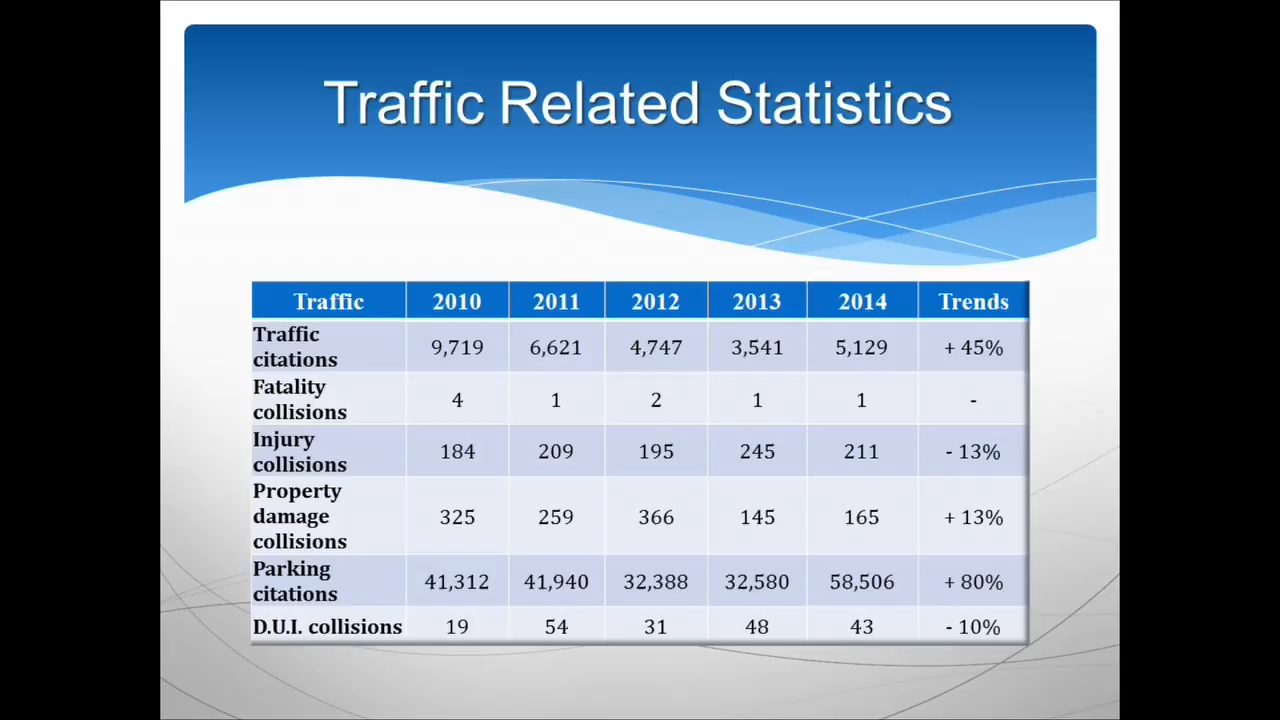 Traffic Related Statistics
Traffic 2010 2011 2012 2013 2014 Trends
Traffic
citations 9,719 6,621 4,747 3,541 5,129 + 45%
Fatality
collisions 4 1 2 1 1 -
Injury
collisions 184 209 195 245 211 - 13%
Property
damage 325 259 366 145 165 + 13%
collisions
Parking
citations 41,312 41,940 32,388 32,580 58,506 + 80%
D.U.I. collisions 19 54 31 48 43 - 10%